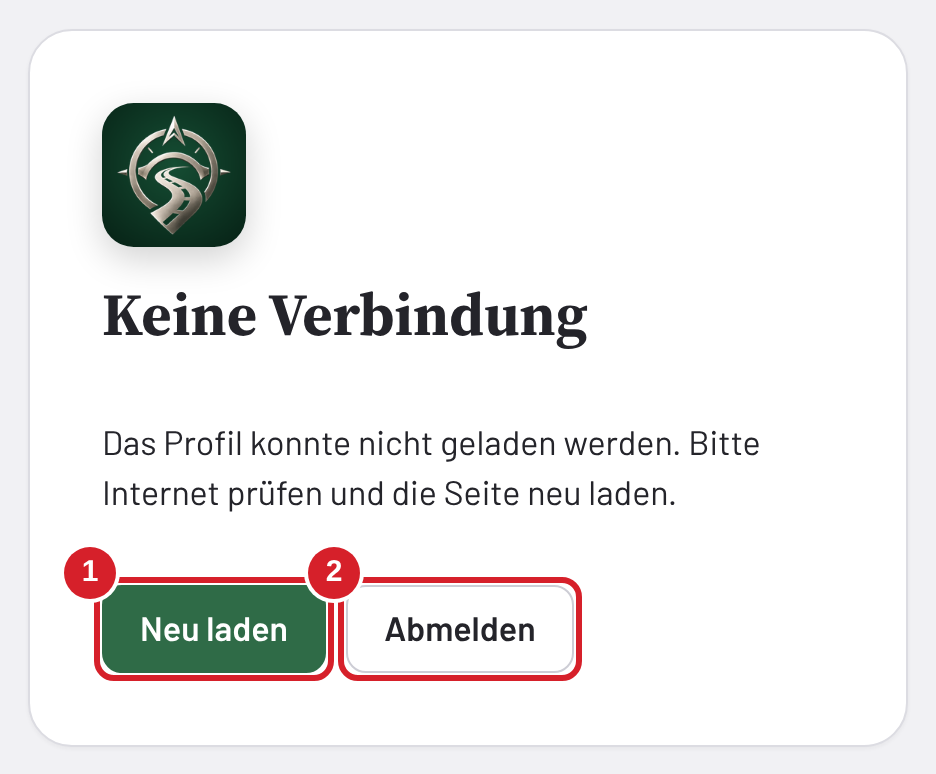 Keine Verbindung
Das Profil konnte nicht geladen werden. Bitte
Internet prüfen und die Seite neu laden.
1 2
Neu laden Abmelden